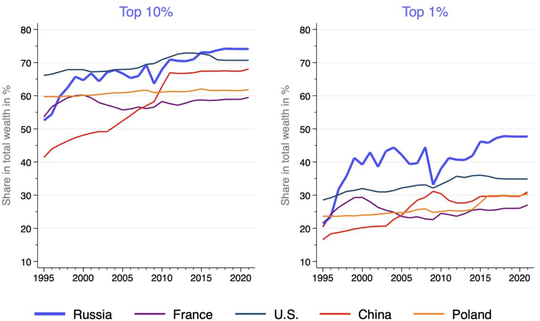 Top 10%
Share in total wealth in %
80
70
60
50
40
30
20
10
1995 2000 2005 2010 2015 2020
Top 1%
Share in total wealth in %
80
70
60
50
40
30
20
10
1995 2000 2005 2010 2015 2020
Russia France U.S. China Poland